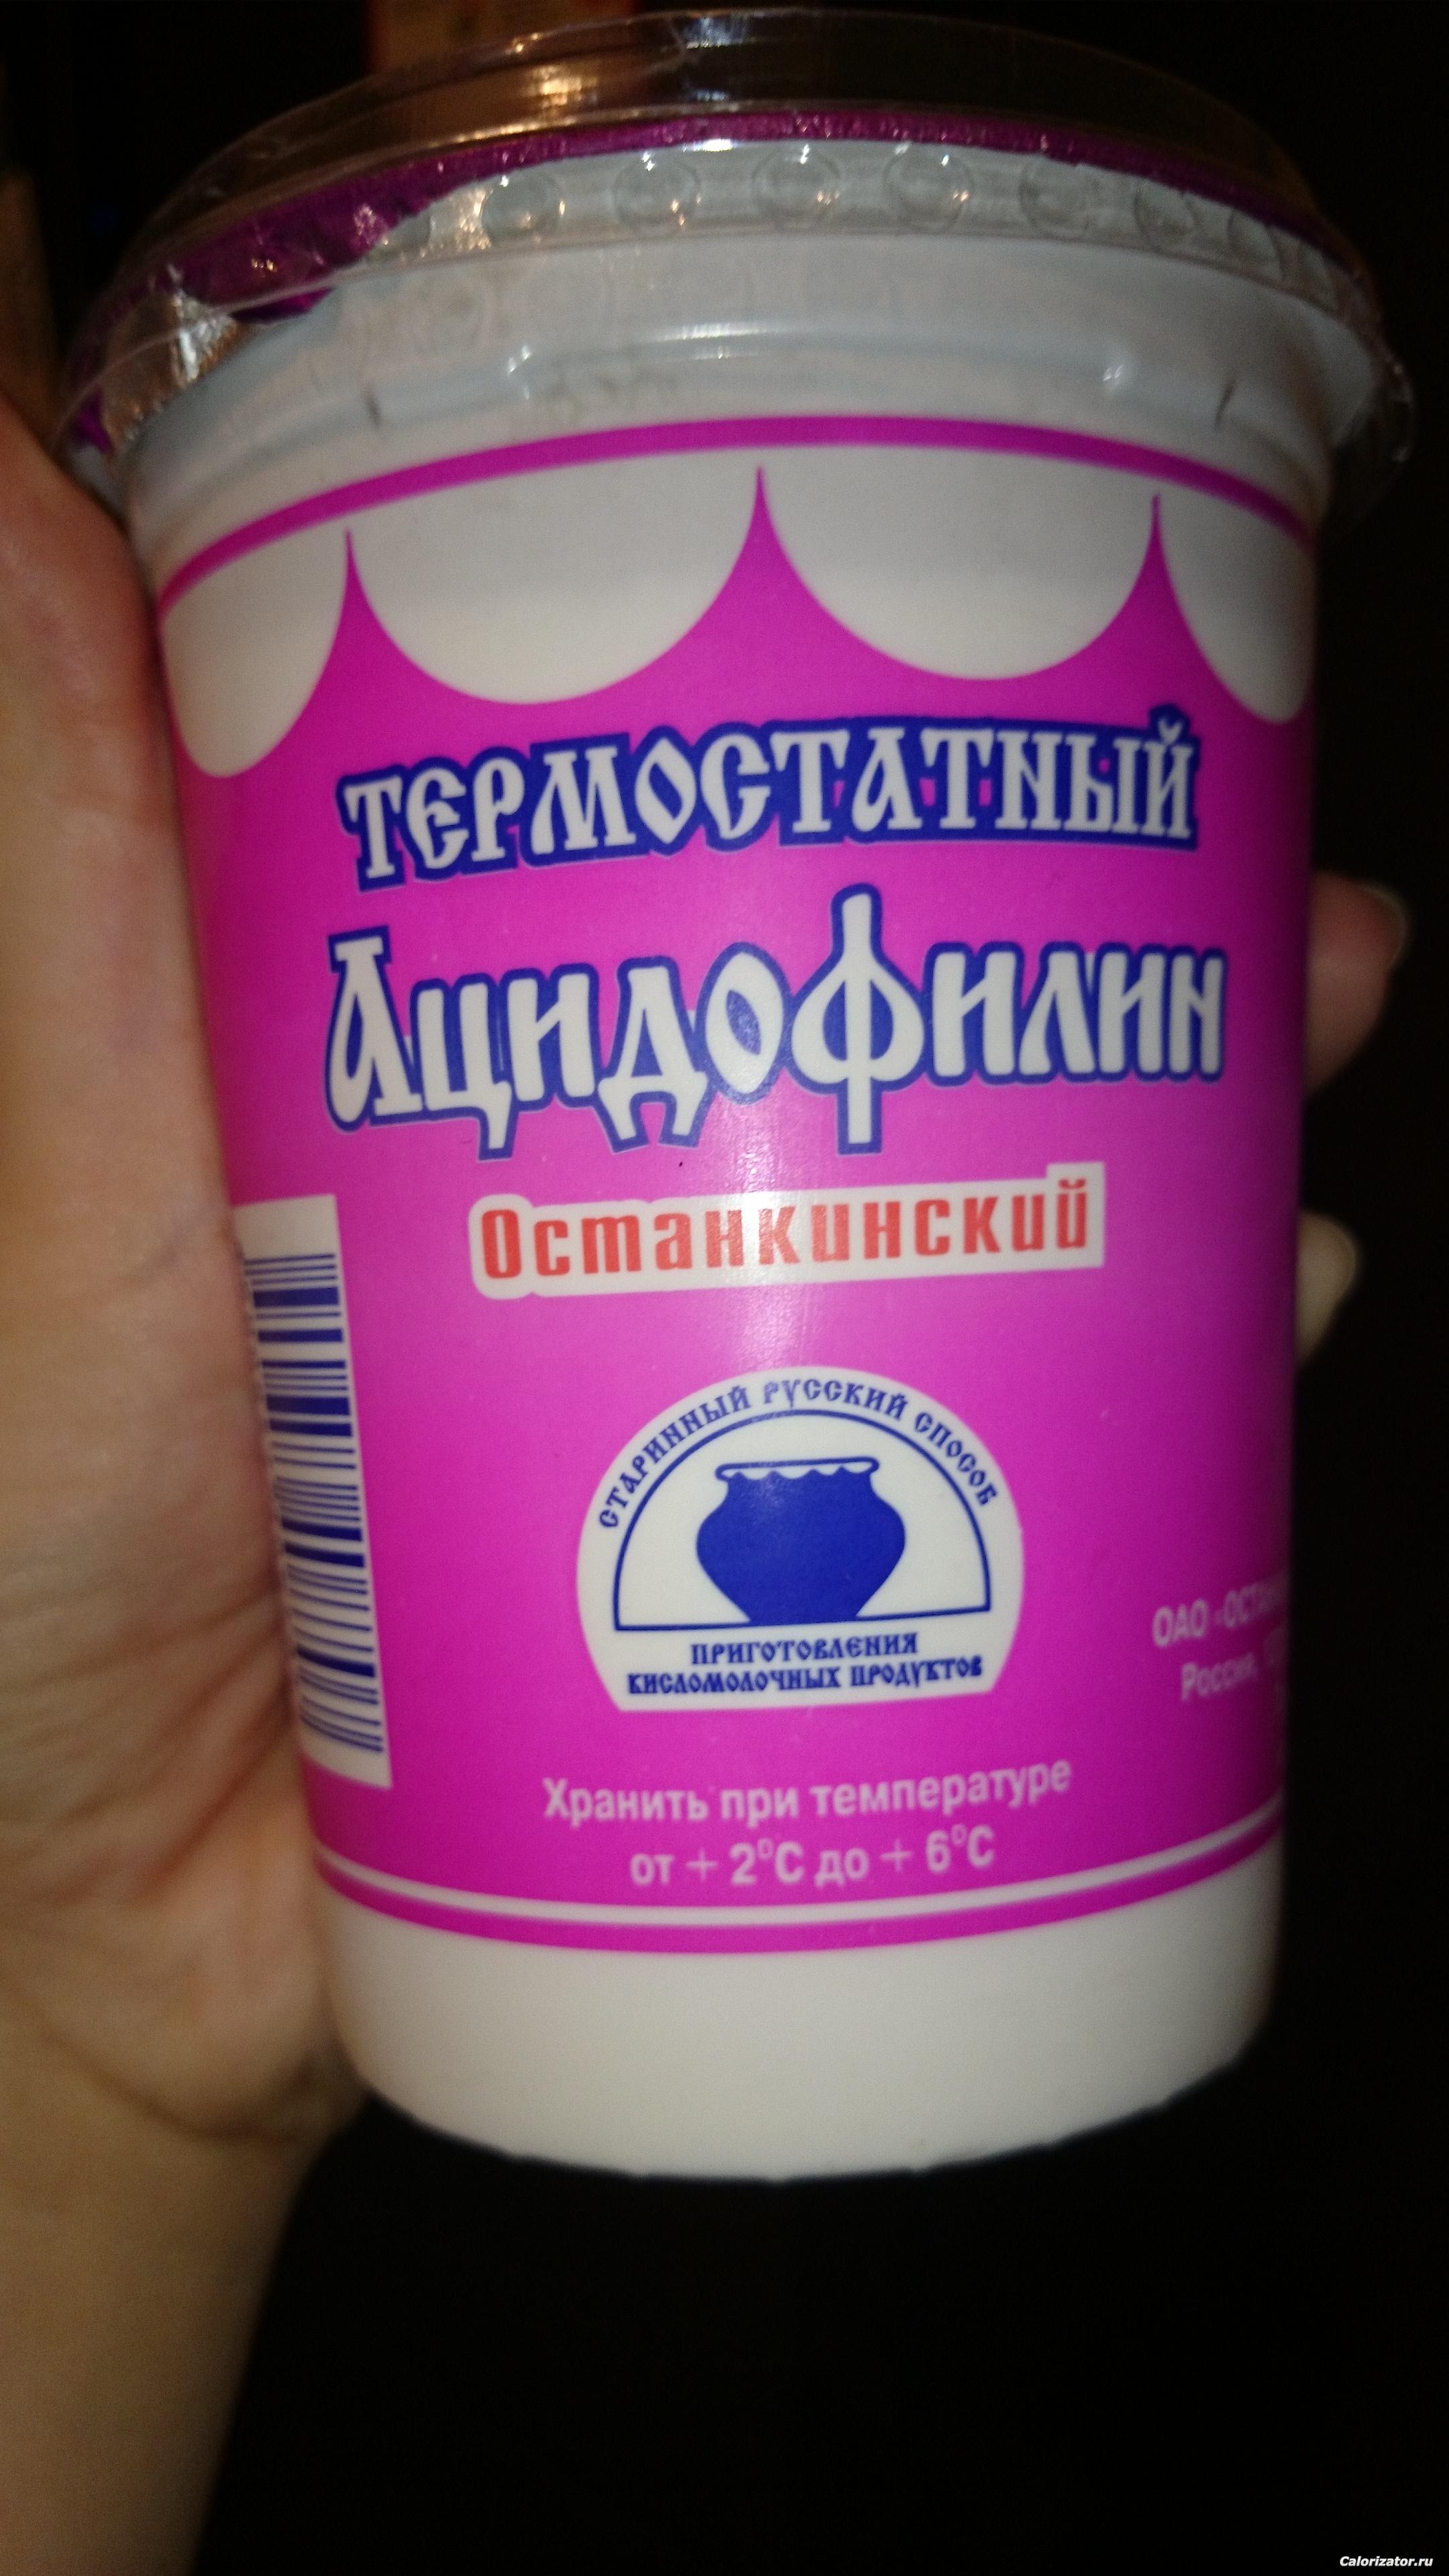 ТЕРМОСТАТНЫЙ
Ацидофилин
Останкинский
СТАРИННЫЙ РУССКИЙ СПОСОБ
ПРИГОТОВЛЕНИЯ
КИСЛОМОЛОЧНЫХ ПРОДУКТОВ
ОАО
Россия,
Хранить при температуре
от + 2°С до + 6°С
Calorizator.ru